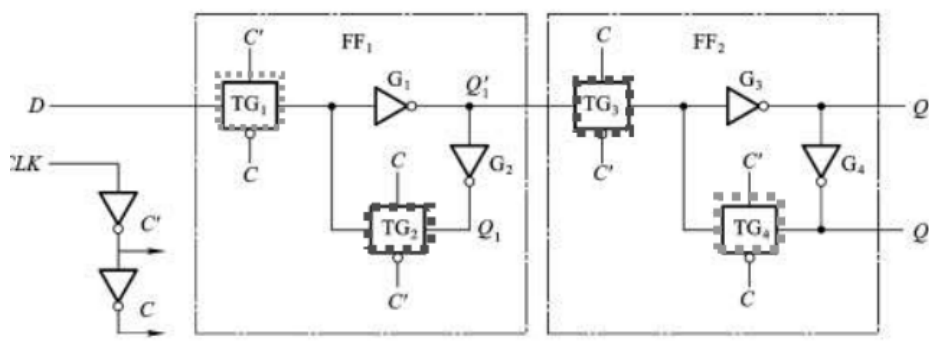 C' FF₁ C FF₂
G₁ Q'₁ G₃
D TG₁ TG₃ Q
C G₂ C' G₄
LK C C'
C' TG₂ Q₁ TG₄ Q
C C' C